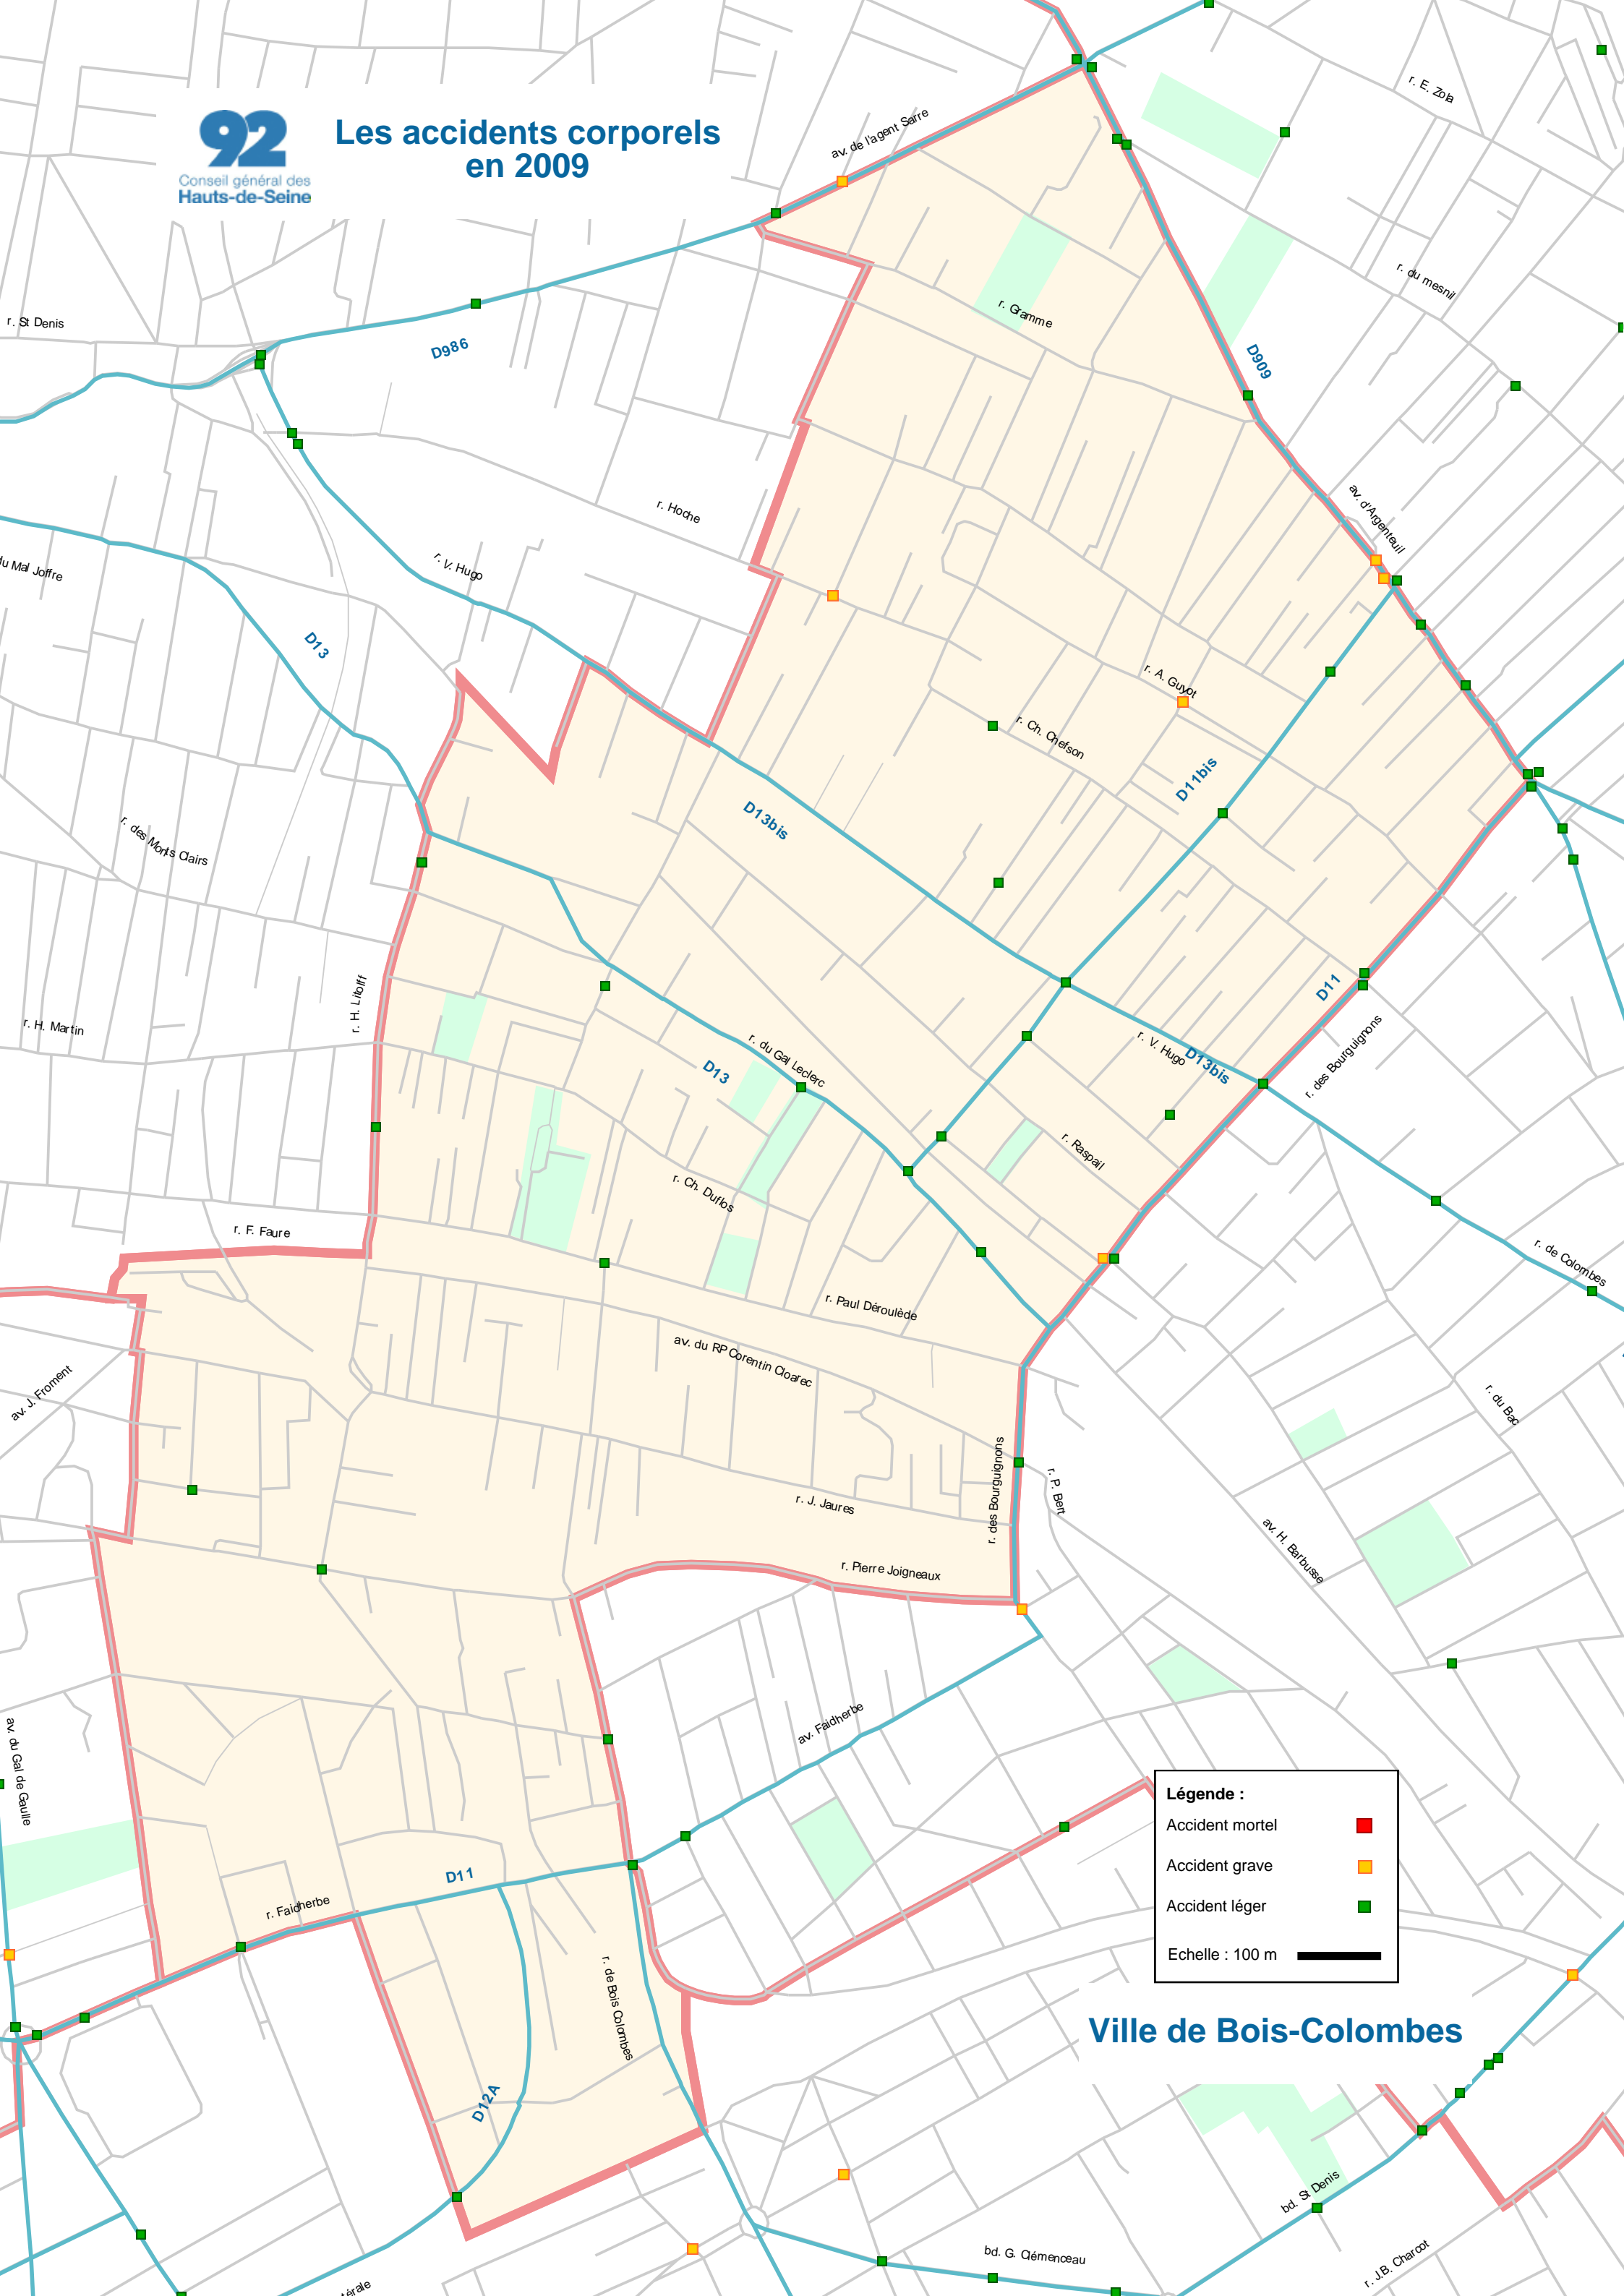 92
Conseil général des
Hauts-de-Seine
Les accidents corporels
en 2009
av. de l'agent Sarre
r. E. Zola
r. du mesnil
r. St Denis
D986
r. Gramme
D909
av. d'Argenteuil
r. Hoche
r. V. Hugo
du Mal Joffre
D13
r. A. Guyot
r. Ch. Chefson
D11bis
D13bis
r. des Monts Clairs
r. H. Litolff
r. H. Martin
D11
r. des Bourguignons
r. du Gal Leclerc
D13
r. V. Hugo
D13bis
r. Raspail
r. Ch. Duflos
r. F. Faure
r. de Colombes
r. Paul Déroulède
av. du RP Corentin Cloarec
av. J. Froment
r. du Bac
r. des Bourguignons
r. P. Bert
r. J. Jaures
av. H. Barbusse
r. Pierre Joigneaux
av. Faidherbe
av. du Gal de Gaulle
Légende :
Accident mortel
Accident grave
Accident léger
Echelle : 100 m
D11
r. Faidherbe
r. de Bois Colombes
Ville de Bois-Colombes
D12A
bd. St Denis
bd. G. Clémenceau
r. J.B. Charcot
térale